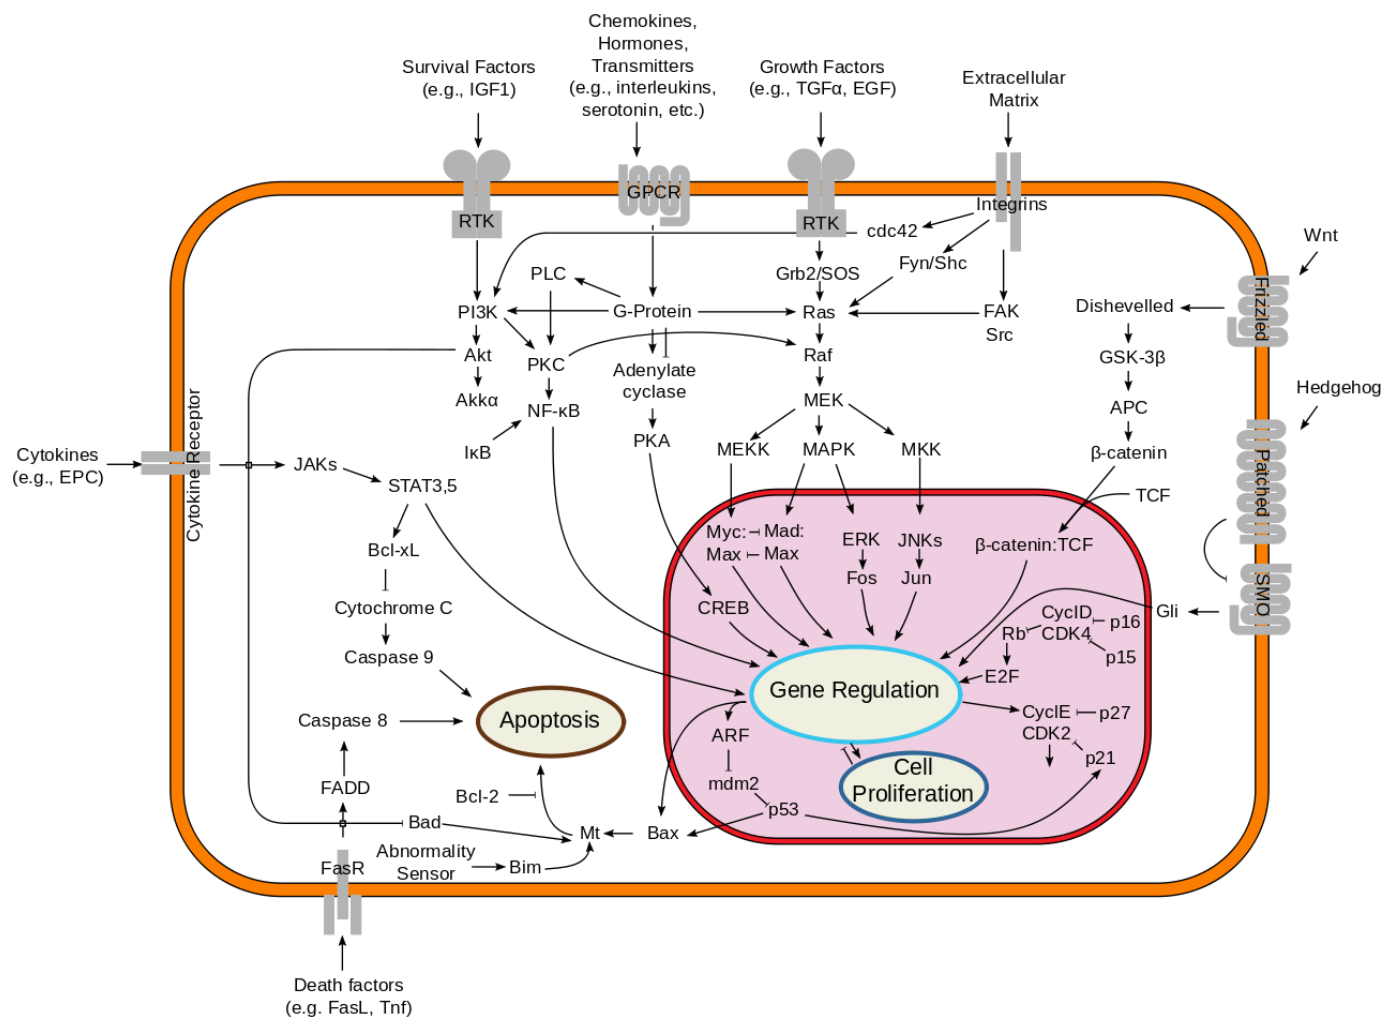 Chemokines,
Hormones,
Transmitters
(e.g., interleukins,
serotonin, etc.)
Survival Factors
(e.g., IGF1)
Growth Factors
(e.g., TGFα, EGF)
Extracellular
Matrix
GPCR
RTK
RTK
Integrins
cdc42
Fyn/Shc
Wnt
Frizzled
PLC
Grb2/SOS
Dishevelled
PI3K
G-Protein
Ras
FAK
Src
Akt
PKC
Adenylate
cyclase
Raf
GSK-3β
Akkα
NF-κB
MEK
APC
Hedgehog
IκB
PKA
MEKK
MAPK
MKK
β-catenin
Patched
Cytokines
(e.g., EPC)
Cytokine Receptor
JAKs
STAT3,5
TCF
Myc:
Max
Mad:
Max
ERK
JNKs
β-catenin:TCF
Bcl-xL
Fos
Jun
SMO
Cytochrome C
CREB
Gli
CycID
CDK4
p16
Rb
p15
Caspase 9
E2F
Gene Regulation
Caspase 8
Apoptosis
ARF
CyclE
CDK2
p27
p21
FADD
Bcl-2
mdm2
Cell
Proliferation
p53
Bad
Mt
Bax
Abnormality
Sensor
Bim
FasR
Death factors
(e.g. FasL, Tnf)